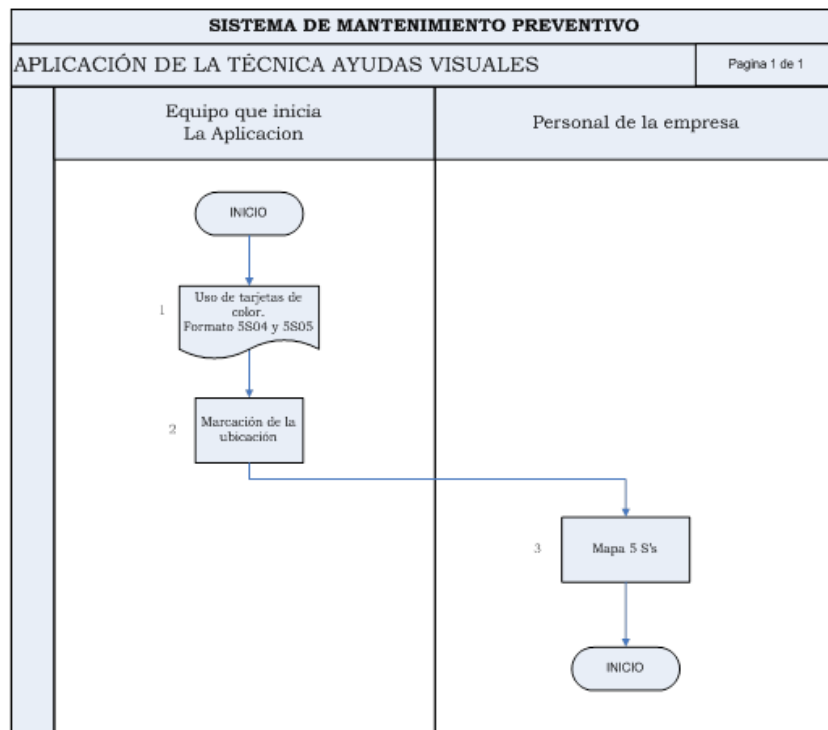 SISTEMA DE MANTENIMIENTO PREVENTIVO
APLICACIÓN DE LA TÉCNICA AYUDAS VISUALES
Pagina 1 de 1
Equipo que inicia
La Aplicacion
Personal de la empresa
INICIO
1
Uso de tarjetas de
color.
Formato 5S04 y 5S05
2
Marcación de la
ubicación
3
Mapa 5 S's
INICIO